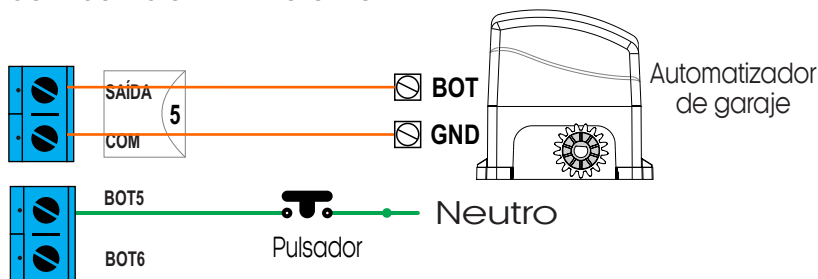 SAÍDA
5
COM
BOT
GND
Automatizador
de garaje
BOT5
Neutro
Pulsador
BOT6